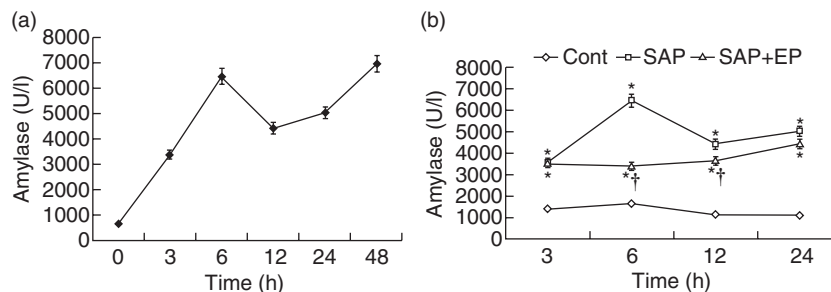 (a)
8000
7000
6000
5000
4000
3000
2000
1000
0
Amylase (U/l)
0 3 6 12 24 48
Time (h)
(b)
Cont SAP SAP+EP
8000
7000
6000
5000
4000
3000
2000
1000
0
Amylase (U/l)
* * * *
* *† *† *
3 6 12 24
Time (h)